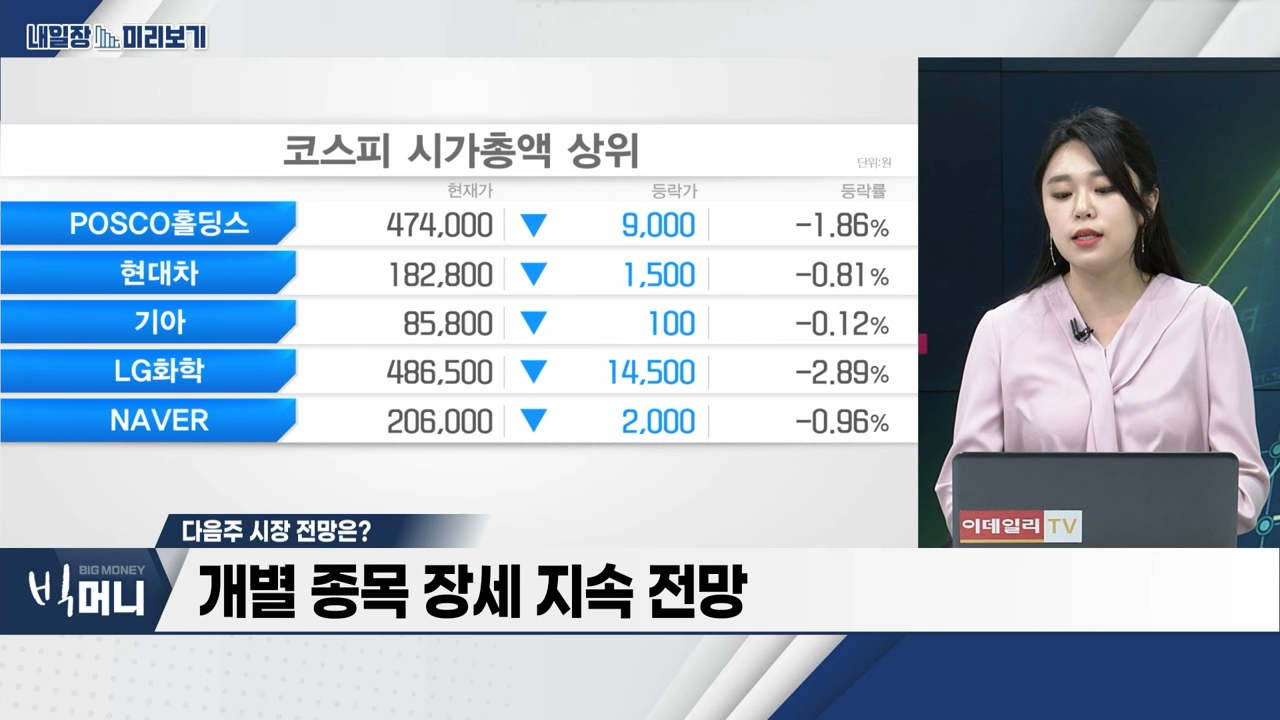 내일장 미리보기
코스피 시가총액 상위
단위:원
현재가 등락가 등락률
POSCO홀딩스 474,000 ▼ 9,000 -1.86%
현대차 182,800 ▼ 1,500 -0.81%
기아 85,800 ▼ 100 -0.12%
LG화학 486,500 ▼ 14,500 -2.89%
NAVER 206,000 ▼ 2,000 -0.96%
이데일리 TV
다음주 시장 전망은?
BIG MONEY
빅머니
개별 종목 장세 지속 전망